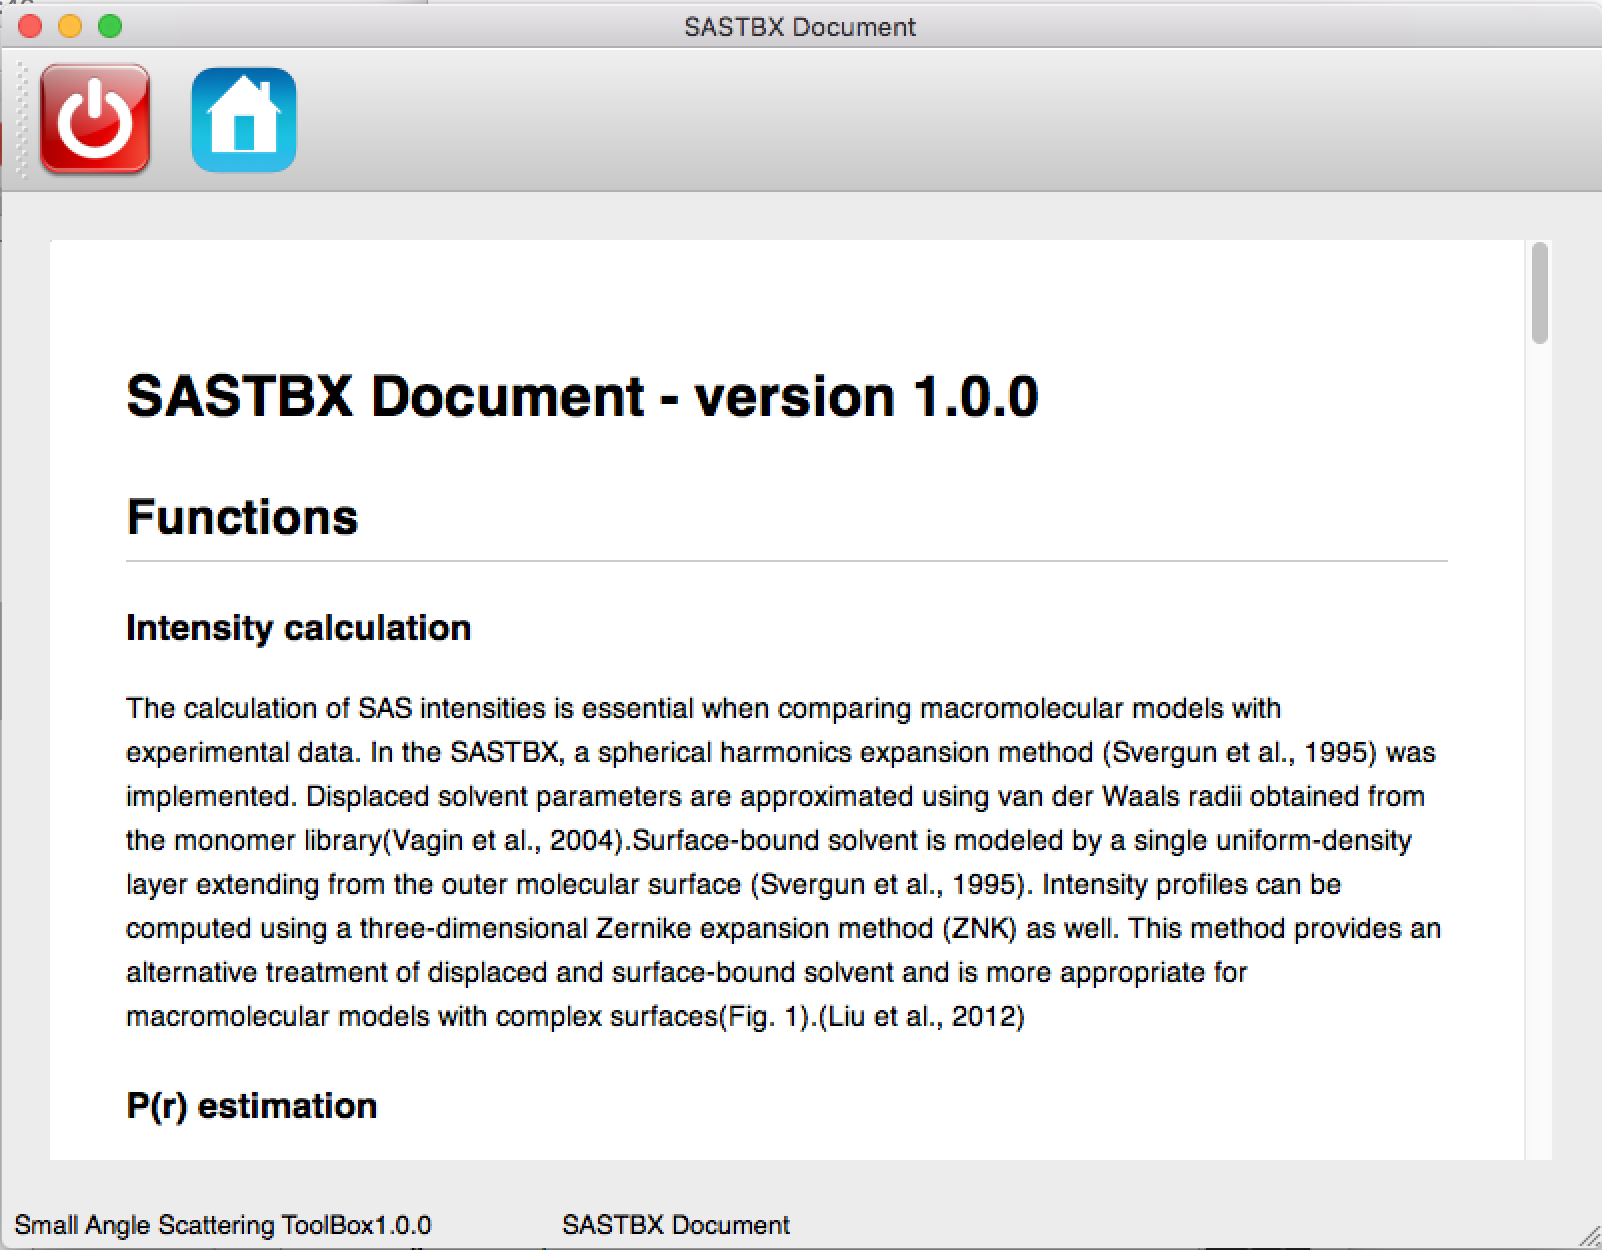 SASTBX Document
SASTBX Document - version 1.0.0
Functions
Intensity calculation
The calculation of SAS intensities is essential when comparing macromolecular models with
experimental data. In the SASTBX, a spherical harmonics expansion method (Svergun et al., 1995) was
implemented. Displaced solvent parameters are approximated using van der Waals radii obtained from
the monomer library(Vagin et al., 2004).Surface-bound solvent is modeled by a single uniform-density
layer extending from the outer molecular surface (Svergun et al., 1995). Intensity profiles can be
computed using a three-dimensional Zernike expansion method (ZNK) as well. This method provides an
alternative treatment of displaced and surface-bound solvent and is more appropriate for
macromolecular models with complex surfaces(Fig. 1).(Liu et al., 2012)
P(r) estimation
Small Angle Scattering ToolBox1.0.0 SASTBX Document